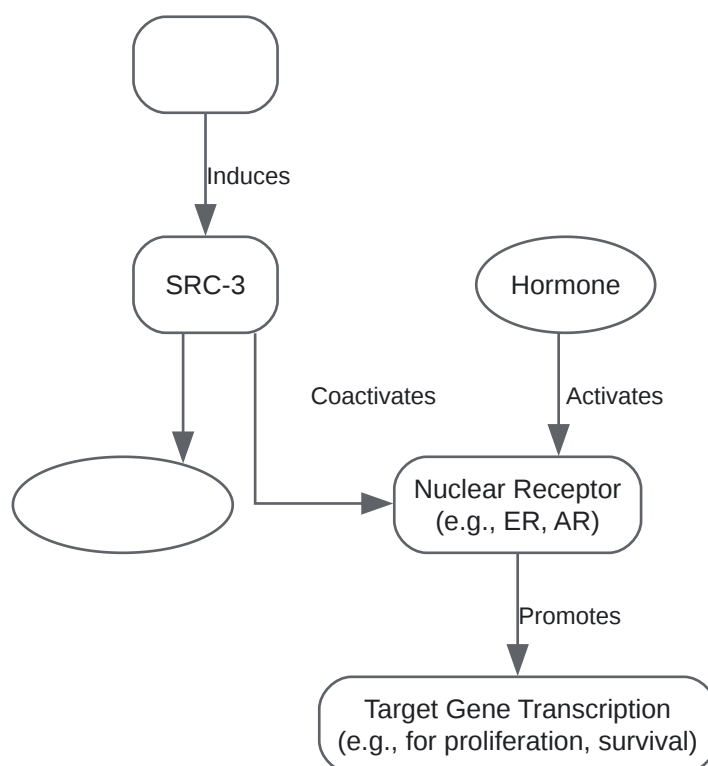 Induces
SRC-3
Hormone
Coactivates
Activates
Nuclear Receptor
(e.g., ER, AR)
Promotes
Target Gene Transcription
(e.g., for proliferation, survival)